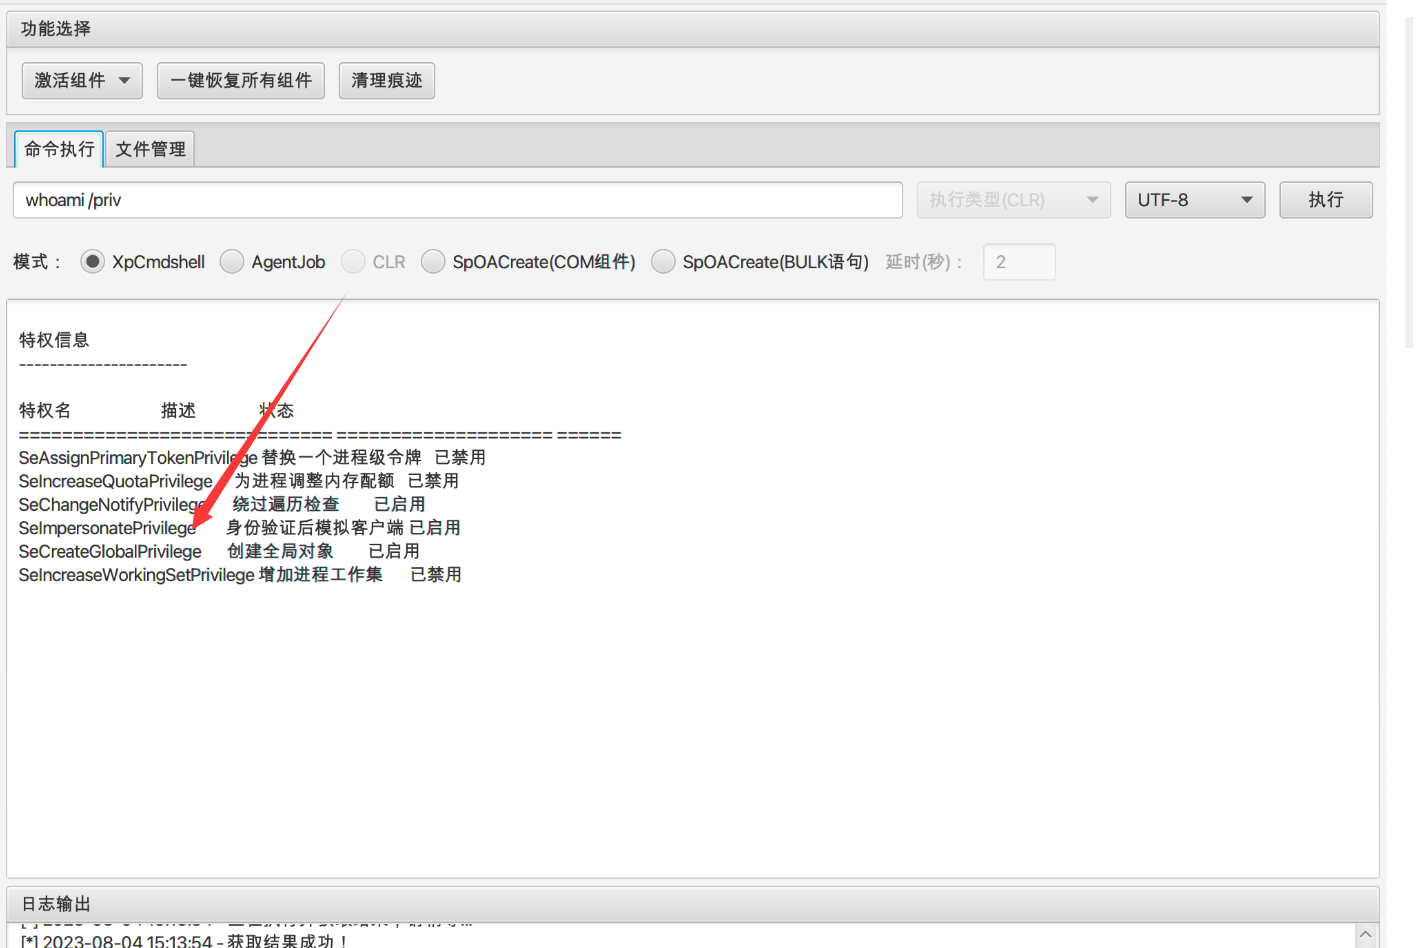 功能选择
激活组件 一键恢复所有组件 清理痕迹
命令执行 文件管理
whoami /priv 执行类型(CLR) UTF-8 执行
模式： XpCmdshell AgentJob CLR SpOACreate(COM组件) SpOACreate(BULK语句) 延时(秒)： 2
特权信息
----------------------
特权名 描述 状态
============================= ==================== ======
SeAssignPrimaryTokenPrivilege 替换一个进程级令牌 已禁用
SeIncreaseQuotaPrivilege 为进程调整内存配额 已禁用
SeChangeNotifyPrivilege 绕过遍历检查 已启用
SeImpersonatePrivilege 身份验证后模拟客户端 已启用
SeCreateGlobalPrivilege 创建全局对象 已启用
SeIncreaseWorkingSetPrivilege 增加进程工作集 已禁用
日志输出
[*] 2023-08-04 15:13:54 - 获取结果成功！